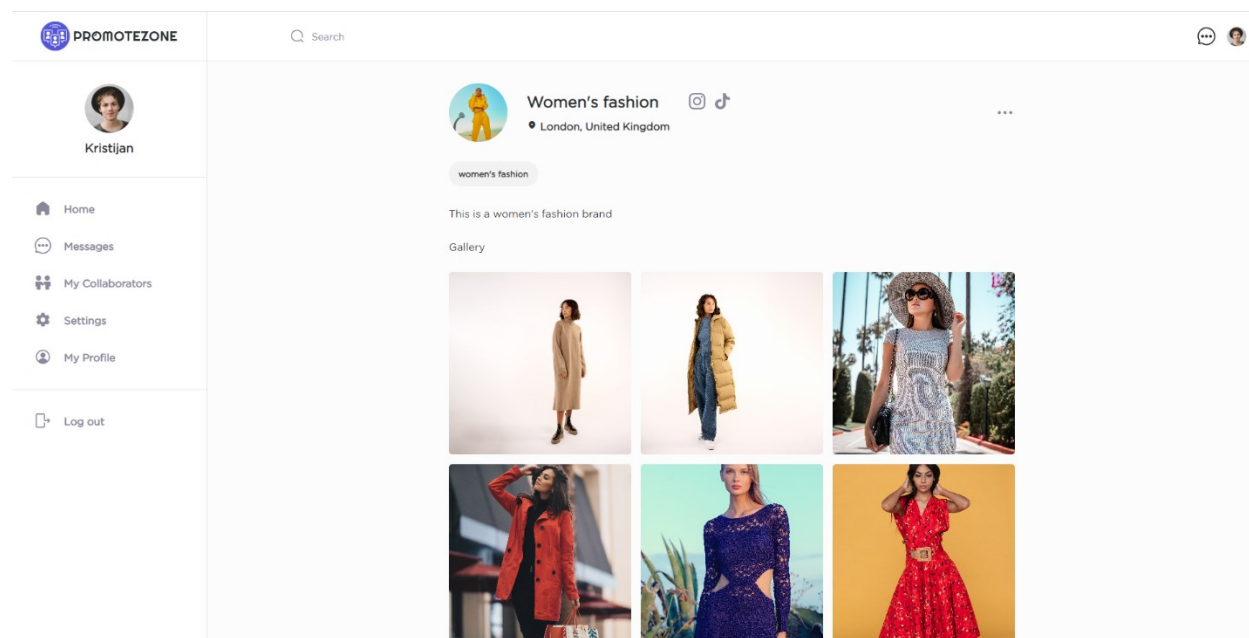 PROMOTEZONE
Search
Kristijan
Home
Messages
My Collaborators
Settings
My Profile
Log out
Women's fashion
London, United Kingdom
women's fashion
This is a women's fashion brand
Gallery